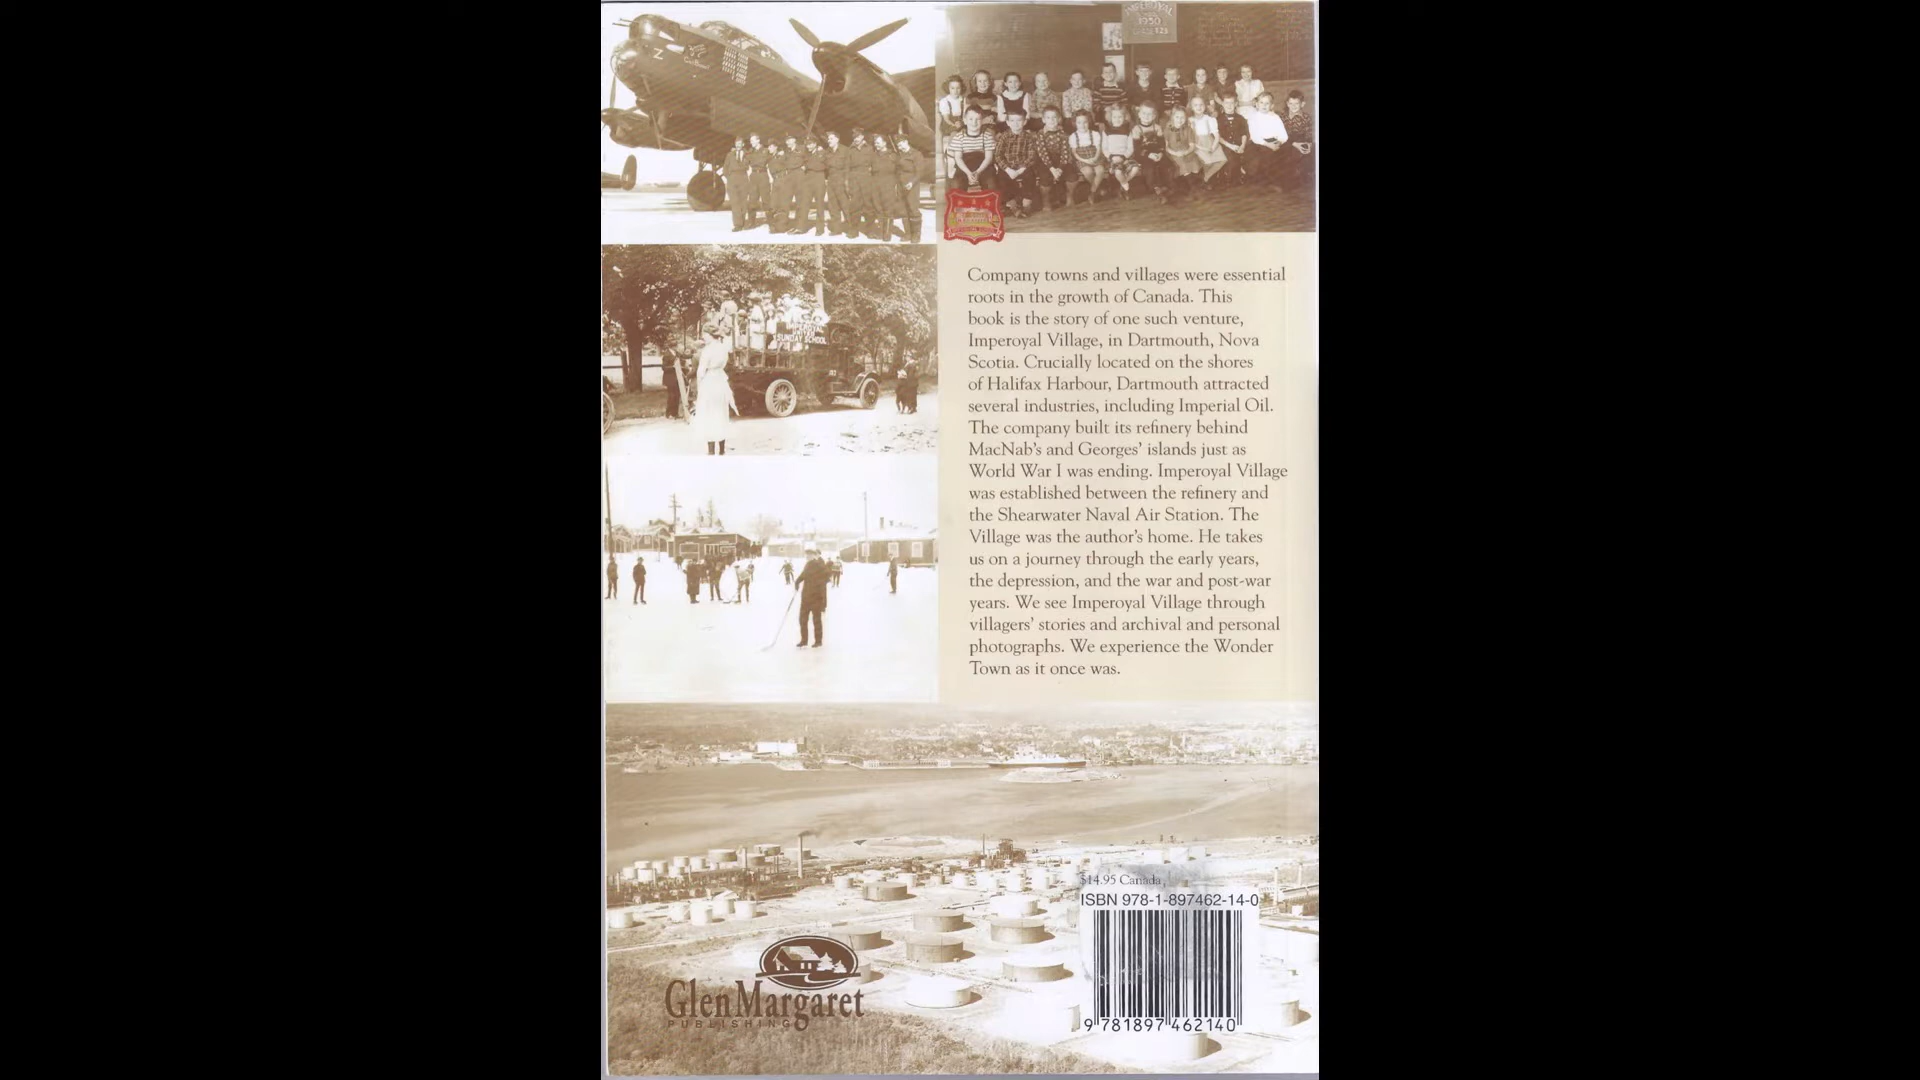 Z
IMPEROYAL
1950
SUNDAY SCHOOL
Company towns and villages were essential
roots in the growth of Canada. This
book is the story of one such venture,
Imperoyal Village, in Dartmouth, Nova
Scotia. Crucially located on the shores
of Halifax Harbour, Dartmouth attracted
several industries, including Imperial Oil.
The company built its refinery behind
MacNab's and Georges' islands just as
World War I was ending. Imperoyal Village
was established between the refinery and
the Shearwater Naval Air Station. The
Village was the author's home. He takes
us on a journey through the early years,
the depression, and the war and post-war
years. We see Imperoyal Village through
villagers' stories and archival and personal
photographs. We experience the Wonder
Town as it once was.
$14.95 Canada
ISBN 978-1-897462-14-0
9 781897 462140
Glen Margaret
PUBLISHING